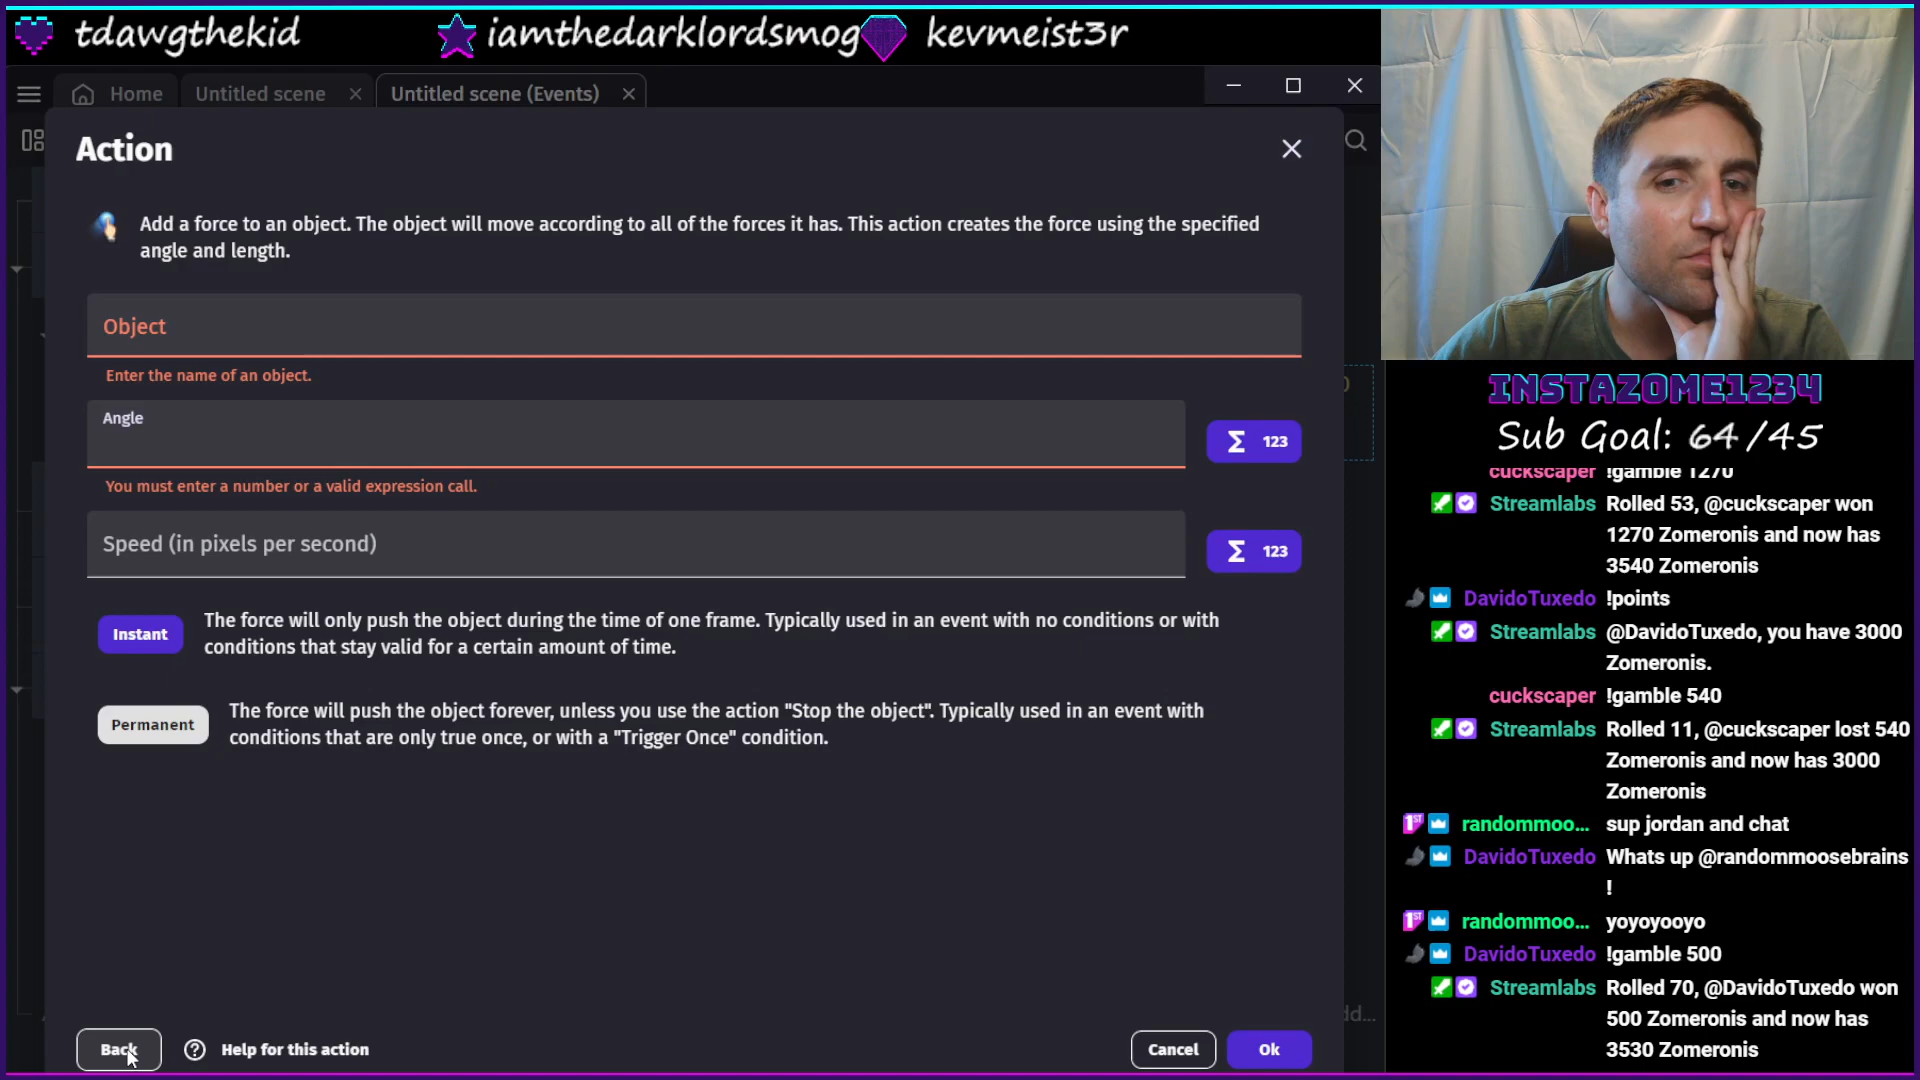 tdawgthekid
iamthedarklordsmog
kevmeist3r
Home
Untitled scene
Untitled scene (Events)
Action
Add a force to an object. The object will move according to all of the forces it has. This action creates the force using the specified
angle and length.
Object
Enter the name of an object.
Angle
Σ 123
You must enter a number or a valid expression call.
Speed (in pixels per second)
Σ 123
Instant
The force will only push the object during the time of one frame. Typically used in an event with no conditions or with
conditions that stay valid for a certain amount of time.
Permanent
The force will push the object forever, unless you use the action "Stop the object". Typically used in an event with
conditions that are only true once, or with a "Trigger Once" condition.
Back
Help for this action
Cancel
Ok
dd...
INSTAZOME1234
Sub Goal: 64/45
cuckscaper !gamble 1270
Streamlabs Rolled 53, @cuckscaper won
1270 Zomeronis and now has
3540 Zomeronis
DavidoTuxedo !points
Streamlabs @DavidoTuxedo, you have 3000
Zomeronis.
cuckscaper !gamble 540
Streamlabs Rolled 11, @cuckscaper lost 540
Zomeronis and now has 3000
Zomeronis
1ST randommoo... sup jordan and chat
DavidoTuxedo Whats up @randommoosebrains
!
1ST randommoo... yoyoyooyo
DavidoTuxedo !gamble 500
Streamlabs Rolled 70, @DavidoTuxedo won
500 Zomeronis and now has
3530 Zomeronis